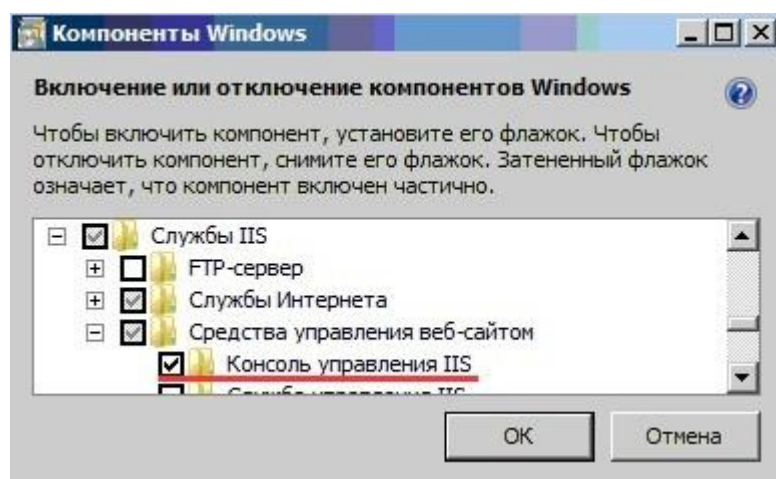 Компоненты Windows
Включение или отключение компонентов Windows
Чтобы включить компонент, установите его флажок. Чтобы
отключить компонент, снимите его флажок. Затененный флажок
означает, что компонент включен частично.
Службы IIS
FTP-сервер
Службы Интернета
Средства управления веб-сайтом
Консоль управления IIS
OK
Отмена